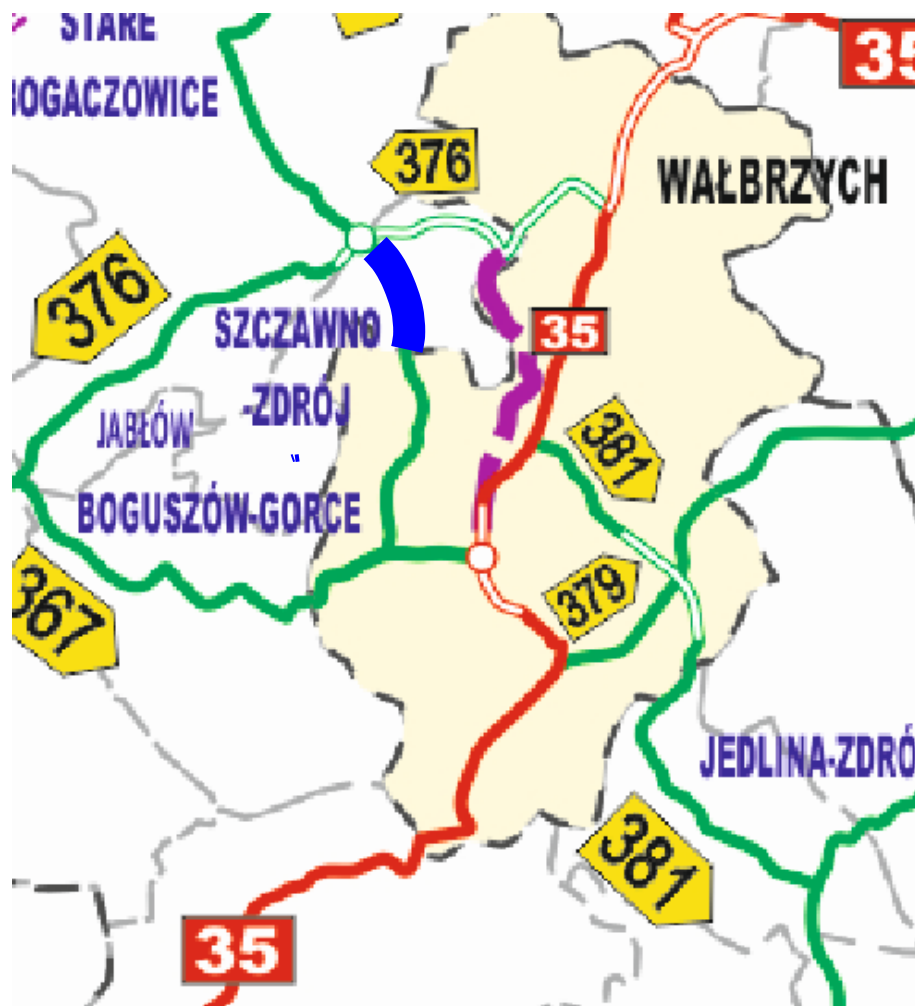 STARE
BOGACZOWICE
35
376
WAŁBRZYCH
376
SZCZAWNO
-ZDRÓJ
35
JABŁÓW
381
BOGUSZÓW-GORCE
379
367
JEDLINA-ZDRÓ
381
35